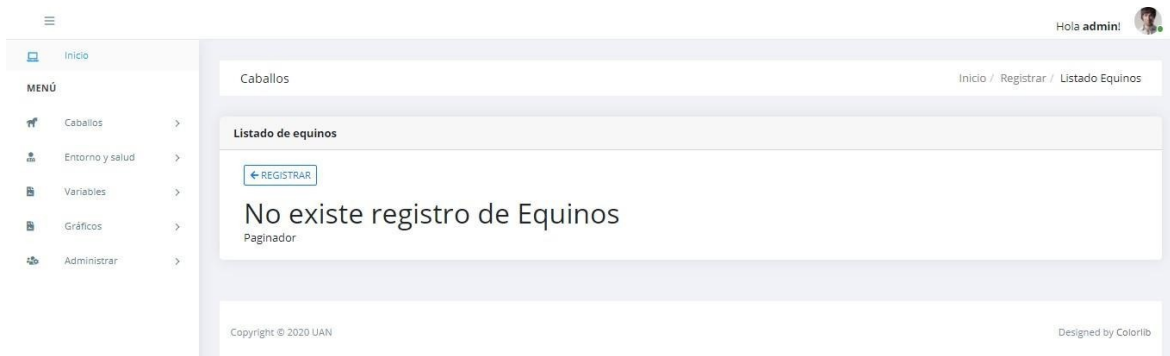 Hola admin!
Inicio
MENÚ
Caballos
Entorno y salud
Variables
Gráficos
Administrar
Caballos
Inicio / Registrar / Listado Equinos
Listado de equinos
REGISTRAR
No existe registro de Equinos
Paginador
Copyright © 2020 UAN
Designed by Colorlib